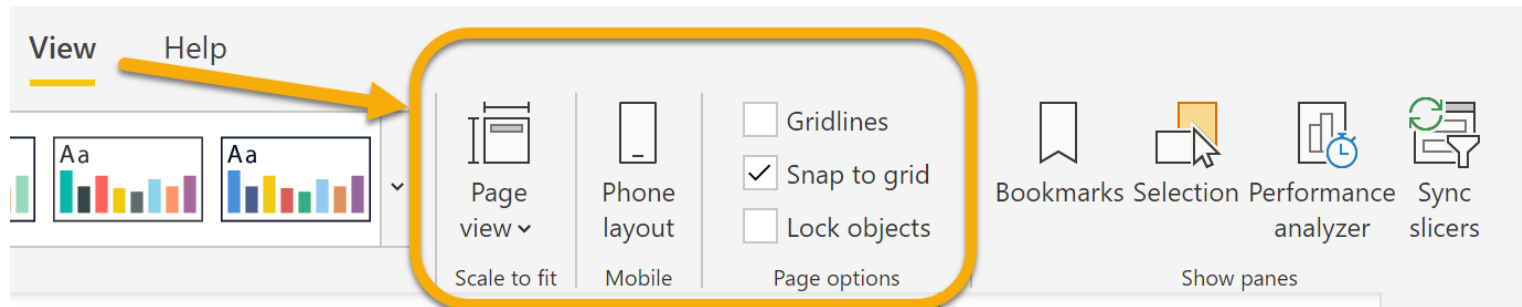 View Help
Aa Aa
Page view
Phone layout
Gridlines
Snap to grid
Lock objects
Bookmarks Selection Performance analyzer Sync slicers
Scale to fit Mobile Page options Show panes